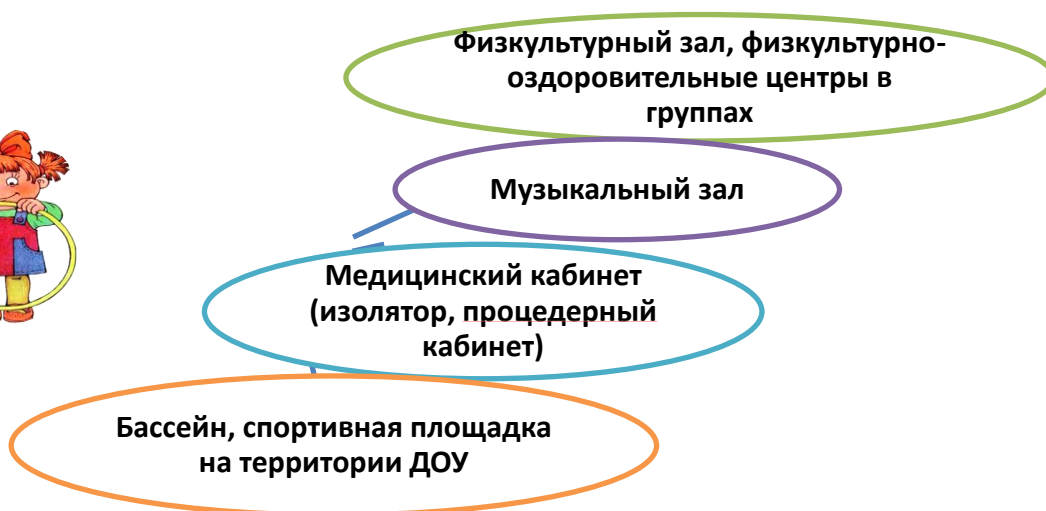 Физкультурный зал, физкультурно-
оздоровительные центры в
группах
Музыкальный зал
Медицинский кабинет
(изолятор, процедерный
кабинет)
Бассейн, спортивная площадка
на территории ДОУ